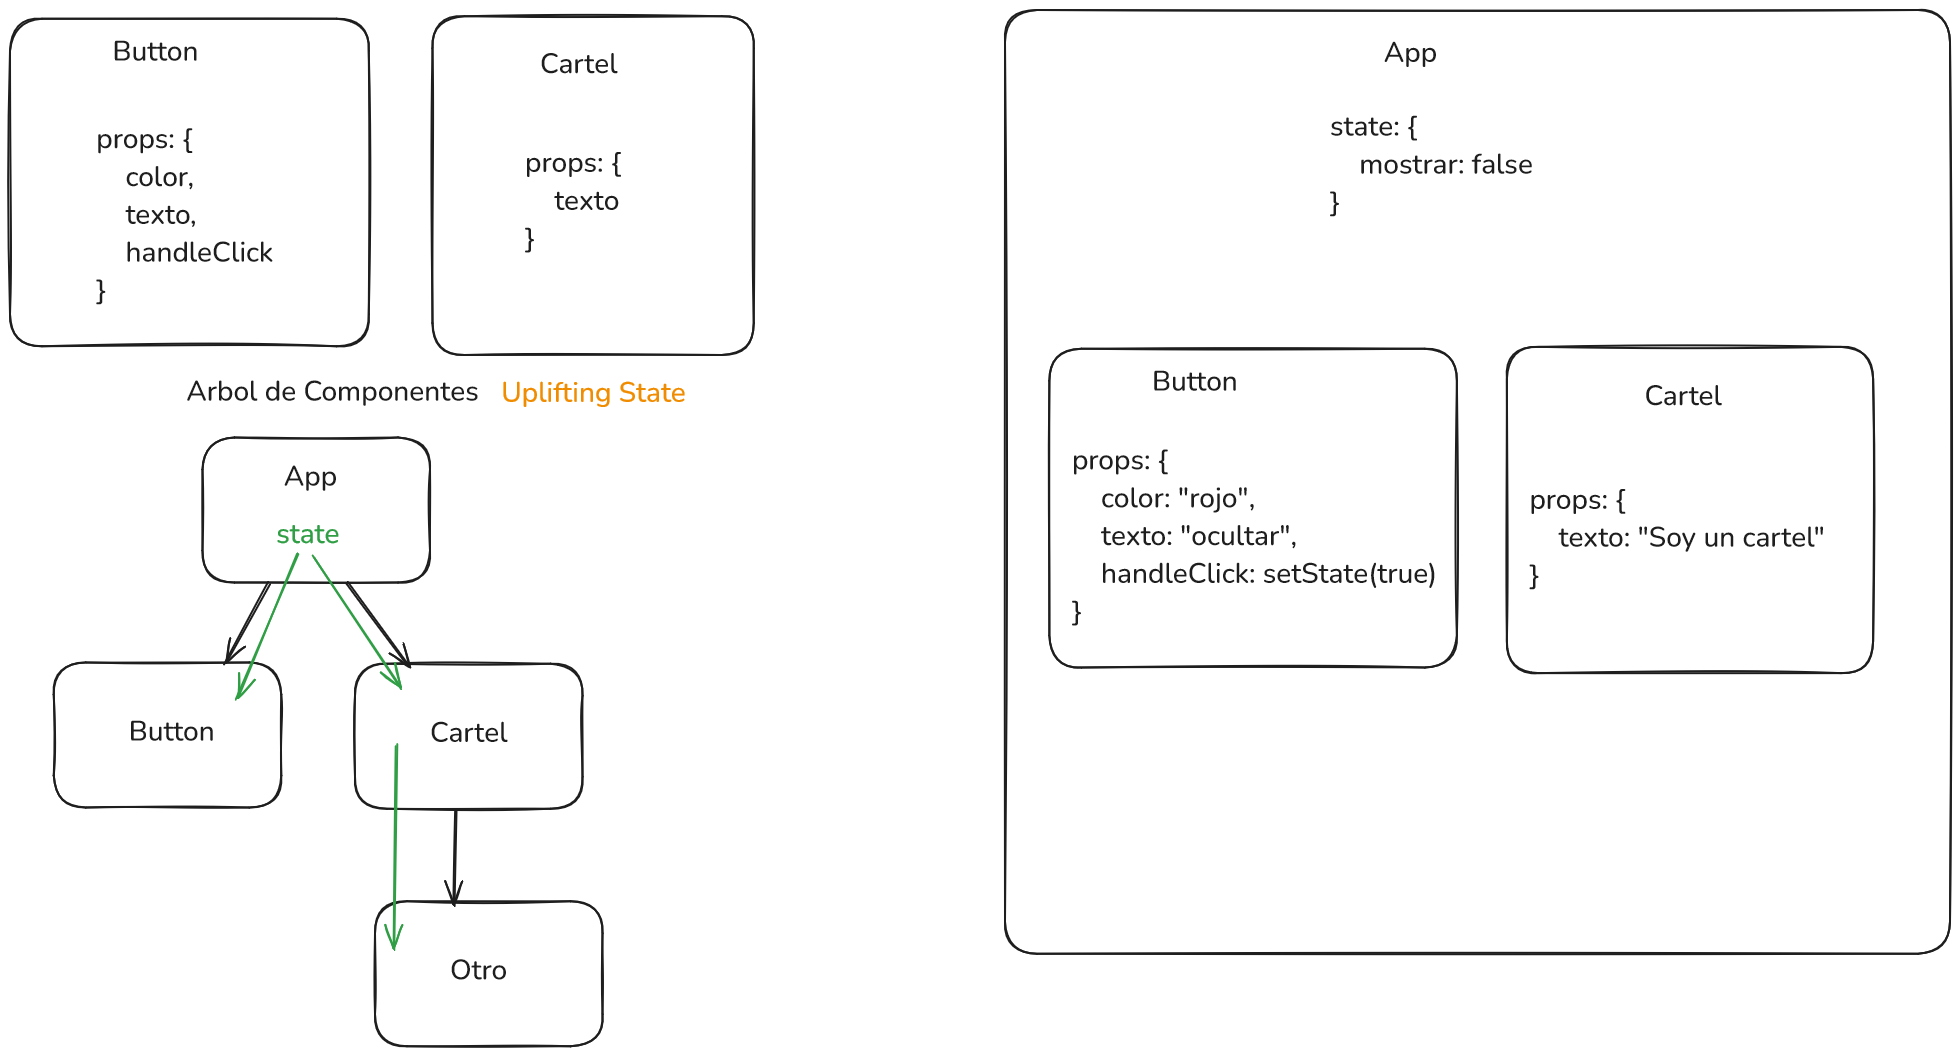 Button
props: {
color,
texto,
handleClick
}
Cartel
props: {
texto
}
Arbol de Componentes
Uplifting State
App
state
Button
Cartel
Otro
App
state: {
mostrar: false
}
Button
props: {
color: "rojo",
texto: "ocultar",
handleClick: setState(true)
}
Cartel
props: {
texto: "Soy un cartel"
}